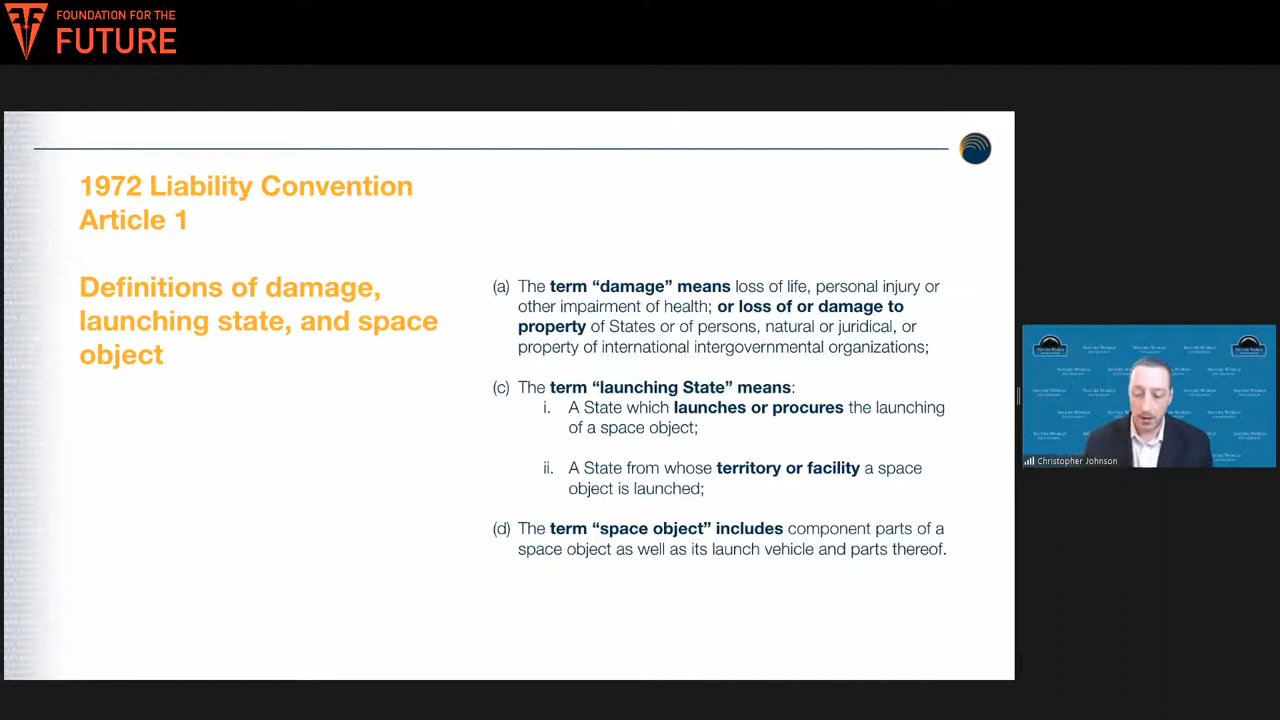 FOUNDATION FOR THE
FUTURE
1972 Liability Convention
Article 1
Definitions of damage,
launching state, and space
object
(a) The term “damage” means loss of life, personal injury or
other impairment of health; or loss of or damage to
property of States or of persons, natural or juridical, or
property of international intergovernmental organizations;
(c) The term “launching State” means:
i. A State which launches or procures the launching
of a space object;
ii. A State from whose territory or facility a space
object is launched;
(d) The term “space object” includes component parts of a
space object as well as its launch vehicle and parts thereof.
SECURE WORLD
Christopher Johnson